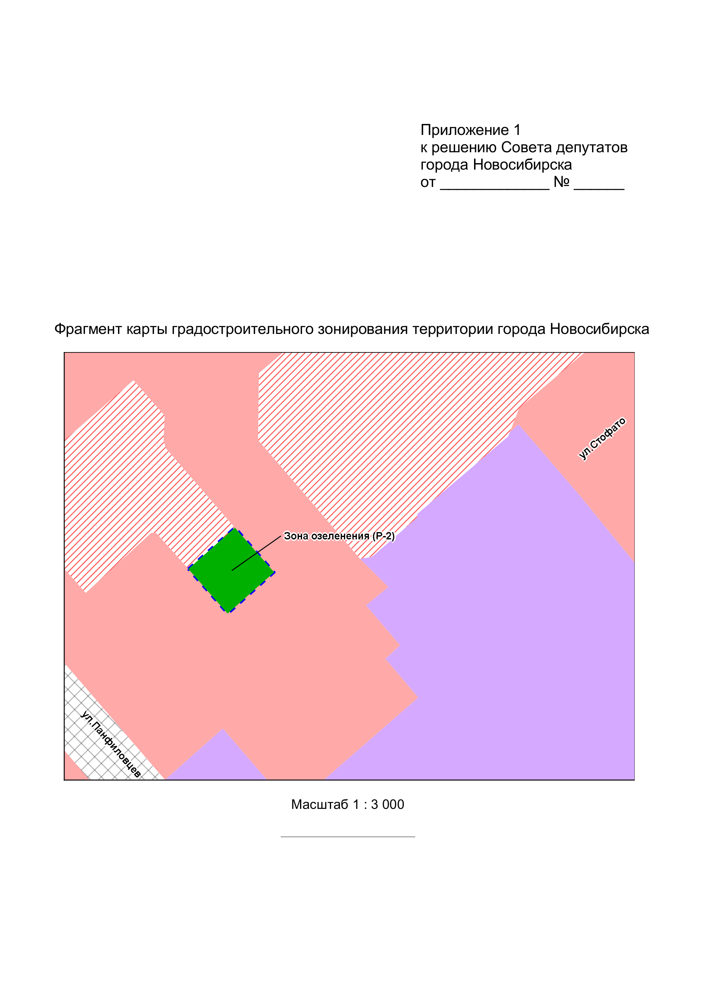 Приложение 1
к решению Совета депутатов
города Новосибирска
от _____________ № ______
Фрагмент карты градостроительного зонирования территории города Новосибирска
ул.Стофато
Зона озеленения (Р-2)
ул.Панфиловцев
Масштаб 1 : 3 000